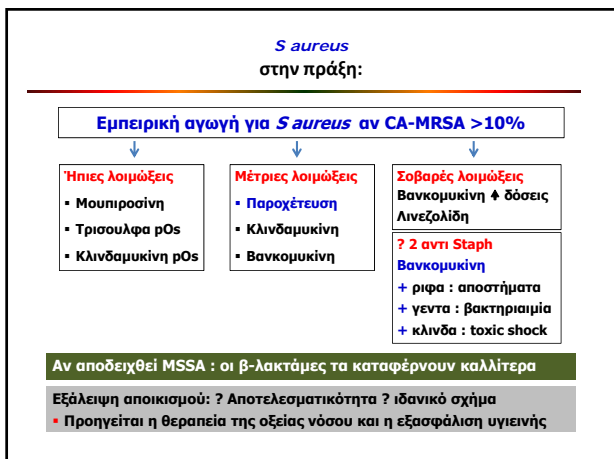 S aureus
στην πράξη:
Εμπειρική αγωγή για S aureus αν CA-MRSA >10%
Ήπιες λοιμώξεις
▪ Μουπιροσίνη
▪ Τρισουλφα pOs
▪ Κλινδαμυκίνη pOs
Μέτριες λοιμώξεις
▪ Παροχέτευση
▪ Κλινδαμυκίνη
▪ Βανκομυκίνη
Σοβαρές λοιμώξεις
Βανκομυκίνη ↑ δόσεις
Λινεζολίδη
? 2 αντι Staph
Βανκομυκίνη
+ ριφα : αποστήματα
+ γεντα : βακτηριαιμία
+ κλινδα : toxic shock
Αν αποδειχθεί MSSA : οι β-λακτάμες τα καταφέρνουν καλλίτερα
Εξάλειψη αποικισμού: ? Αποτελεσματικότητα ? ιδανικό σχήμα
▪ Προηγείται η θεραπεία της οξείας νόσου και η εξασφάλιση υγιεινής